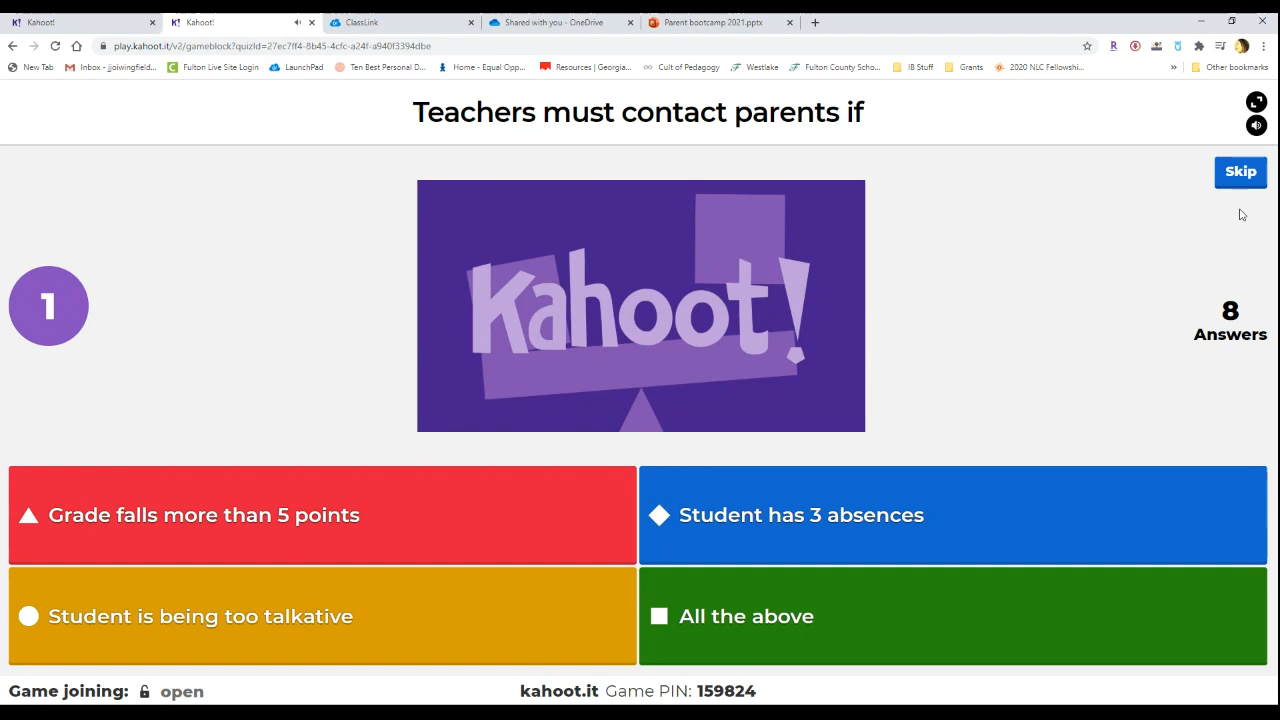 Kahoot!
Kahoot!
ClassLink
Shared with you - OneDrive
Parent bootcamp 2021.pptx
play.kahoot.it/v2/gameblock?quizId=27ec7ff4-8b45-4cfc-a24f-a940f3394dbe
New Tab
Inbox - jjoiwingfield...
Fulton Live Site Login
LaunchPad
Ten Best Personal D...
Home - Equal Opp...
Resources | Georgia...
Cult of Pedagogy
Westlake
Fulton County Scho...
IB Stuff
Grants
2020 NLC Fellowshi...
»
Other bookmarks
Teachers must contact parents if
Skip
Kahoot!
1
8
Answers
Grade falls more than 5 points
Student has 3 absences
Student is being too talkative
All the above
Game joining: open
kahoot.it Game PIN: 159824